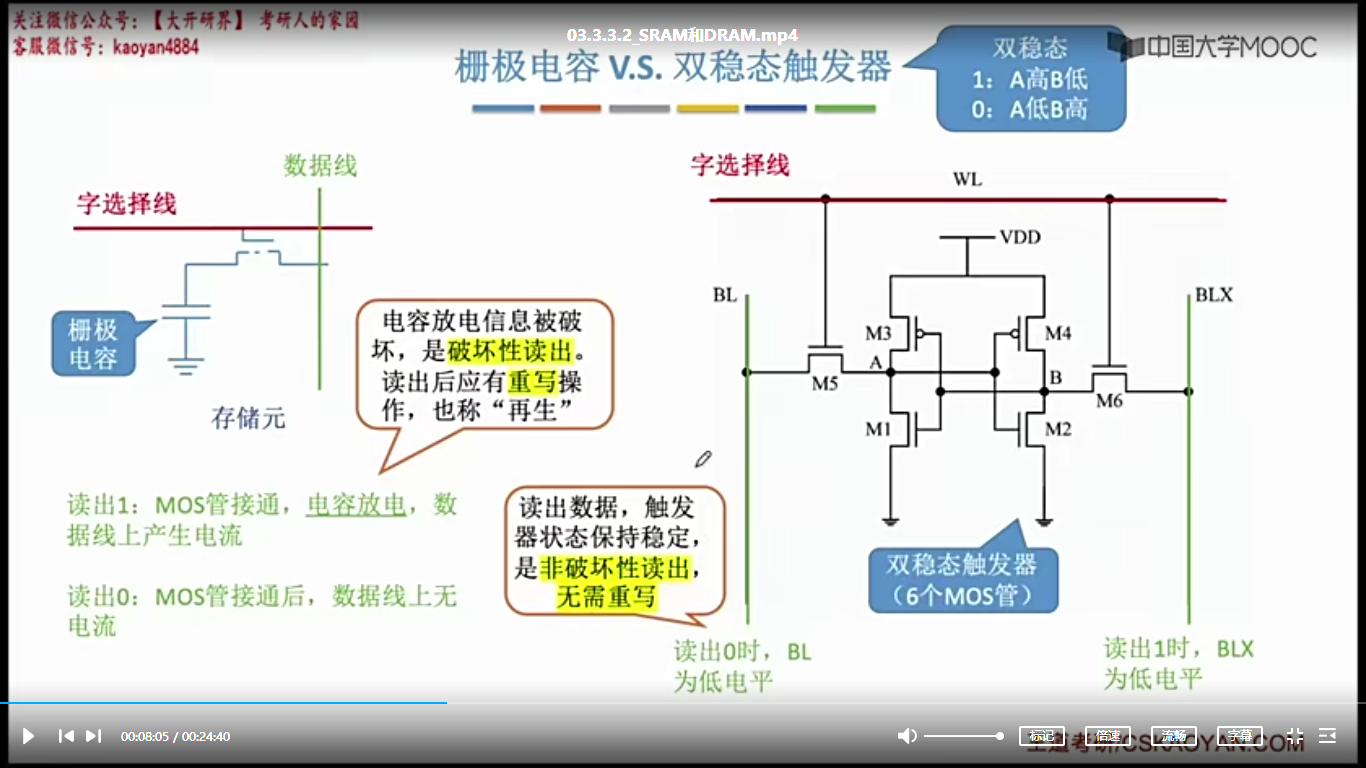 关注微信公众号：【大开研界】 考研人的家园
客服微信号：kaoyan4884
03.3.3.2_SRAM和DRAM.mp4
栅极电容 V.S. 双稳态触发器
双稳态
1：A高B低
0：A低B高
中国大学MOOC
数据线
字选择线
栅极
电容
存储元
电容放电信息被破
坏，是破坏性读出。
读出后应有重写操
作，也称“再生”
读出1：MOS管接通，电容放电，数
据线上产生电流
读出0：MOS管接通后，数据线上无
电流
字选择线
WL
VDD
BL
BLX
M3
M4
A
B
M5
M6
M1
M2
读出数据，触发
器状态保持稳定，
是非破坏性读出，
无需重写
双稳态触发器
（6个MOS管）
读出0时，BL
为低电平
读出1时，BLX
为低电平
00:08:05 / 00:24:40
标记
倍速
流畅
字幕
王道考研/CSKAOYAN.COM